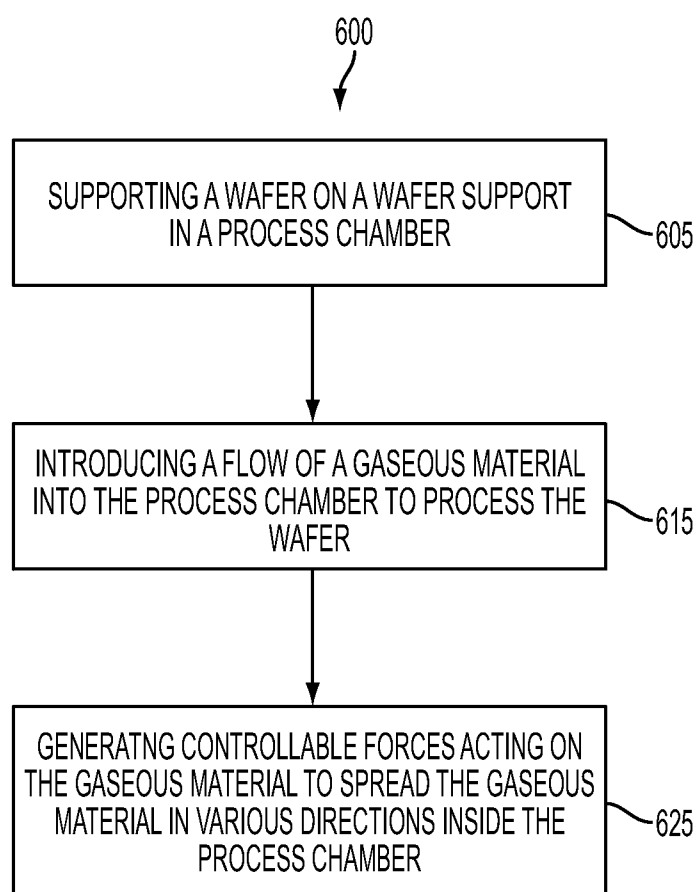 600
SUPPORTING A WAFER ON A WAFER SUPPORT
IN A PROCESS CHAMBER
605
INTRODUCING A FLOW OF A GASEOUS MATERIAL
INTO THE PROCESS CHAMBER TO PROCESS THE
WAFER
615
GENERATNG CONTROLLABLE FORCES ACTING ON
THE GASEOUS MATERIAL TO SPREAD THE GASEOUS
MATERIAL IN VARIOUS DIRECTIONS INSIDE THE
PROCESS CHAMBER
625